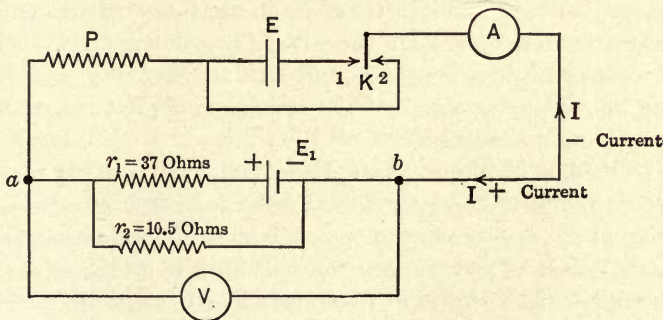 P E A
1 K 2
I
− Current
r₁ = 37 Ohms + − E₁
a b
I + Current
r₂ = 10.5 Ohms
V.